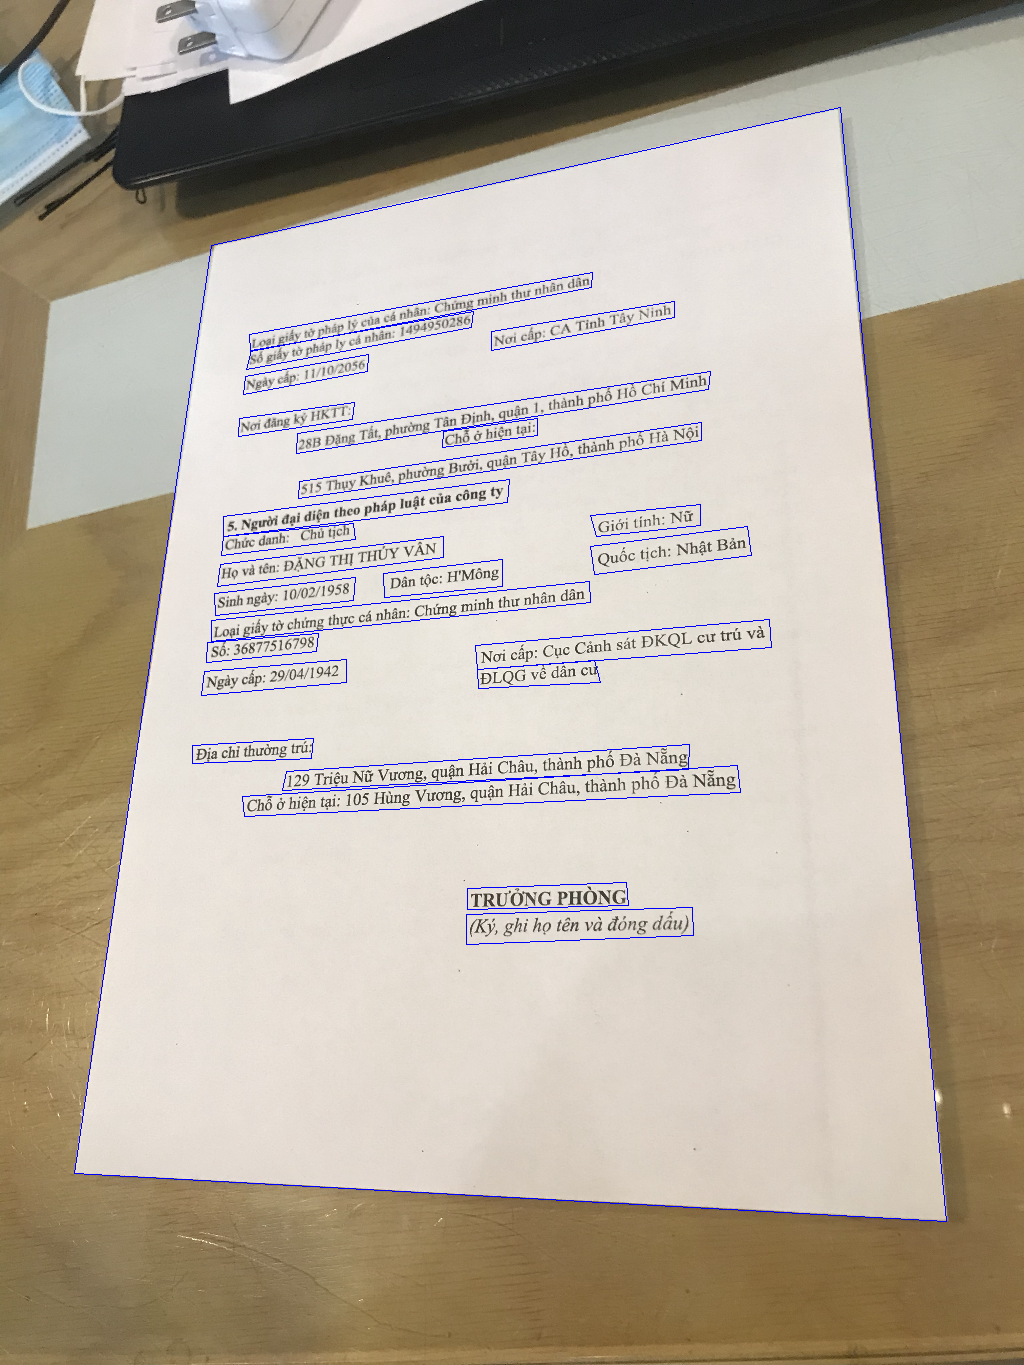 Loại giấy tờ pháp lý của cá nhân: Chứng minh thư nhân dân
Số giấy tờ pháp lý cá nhân: 1494950286
Nơi cấp: CA Tỉnh Tây Ninh
Ngày cấp: 11/10/2056
Nơi đăng ký HKTT:
28B Đặng Tất, phường Tân Định, quận 1, thành phố Hồ Chí Minh
Chỗ ở hiện tại:
515 Thụy Khuê, phường Bưởi, quận Tây Hồ, thành phố Hà Nội
5. Người đại diện theo pháp luật của công ty
Chức danh: Chủ tịch
Giới tính: Nữ
Họ và tên: ĐẶNG THỊ THÚY VÂN
Quốc tịch: Nhật Bản
Sinh ngày: 10/02/1958 Dân tộc: H'Mông
Loại giấy tờ chứng thực cá nhân: Chứng minh thư nhân dân
Số: 36877516798
Nơi cấp: Cục Cảnh sát ĐKQL cư trú và
Ngày cấp: 29/04/1942
ĐLQG về dân cư
Địa chỉ thường trú:
129 Triệu Nữ Vương, quận Hải Châu, thành phố Đà Nẵng
Chỗ ở hiện tại: 105 Hùng Vương, quận Hải Châu, thành phố Đà Nẵng
TRƯỞNG PHÒNG
(Ký, ghi họ tên và đóng dấu)